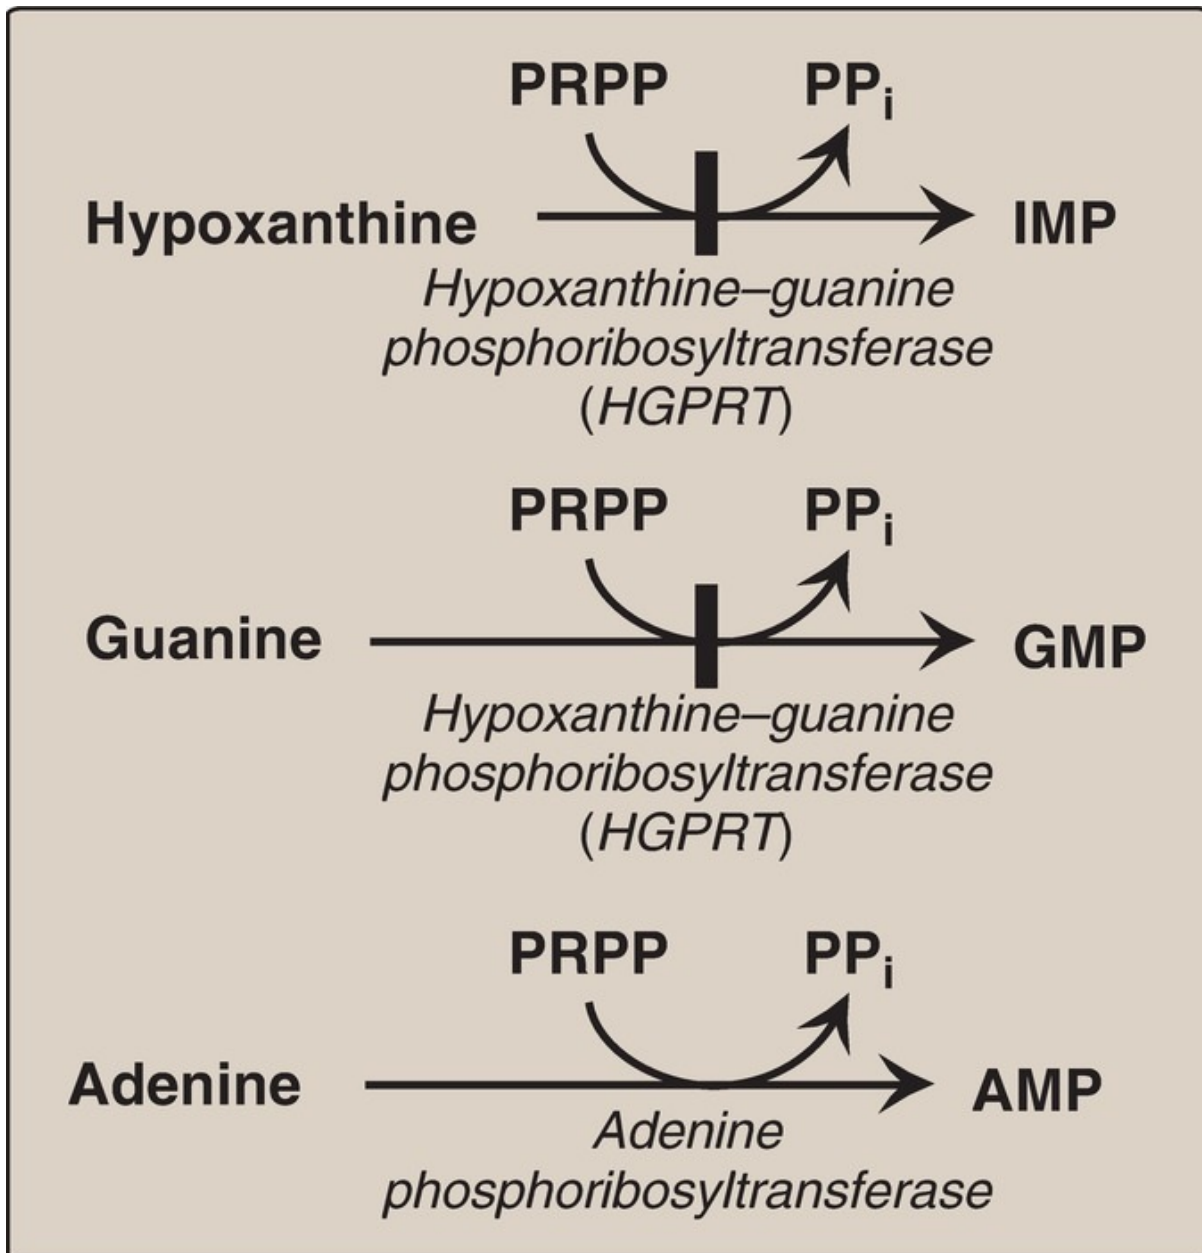 PRPP PPi
Hypoxanthine IMP
Hypoxanthine–guanine
phosphoribosyltransferase
(HGPRT)
PRPP PPi
Guanine GMP
Hypoxanthine–guanine
phosphoribosyltransferase
(HGPRT)
PRPP PPi
Adenine AMP
Adenine
phosphoribosyltransferase